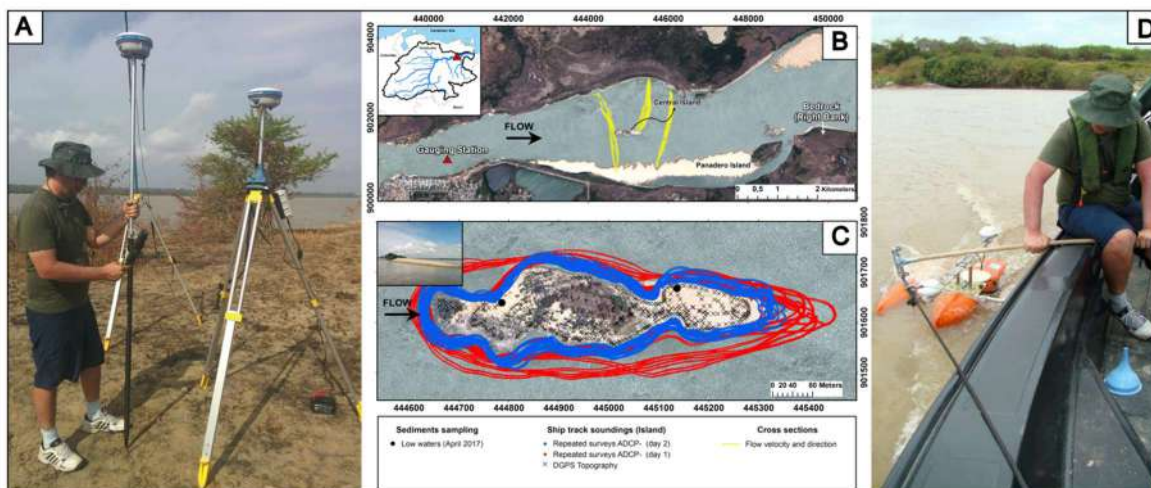 A
440000 442000 444000 446000 448000 450000
904000
902000
900000
B
Central Island
Bedrock
(Right Bank)
FLOW
Gauging Station
Panadero Island
0 0,5 1 2
Kilometers
C
FLOW
901800
901700
901600
901500
0 20 40 80 Meters
444600 444700 444800 444900 445000 445100 445200 445300 445400
Sediments sampling
Low waters (April 2017)
Ship track soundings (Island)
Repeated surveys ADCP- (day 2)
Repeated surveys ADCP- (day 1)
DGPS Topography
Cross sections
Flow velocity and direction
D